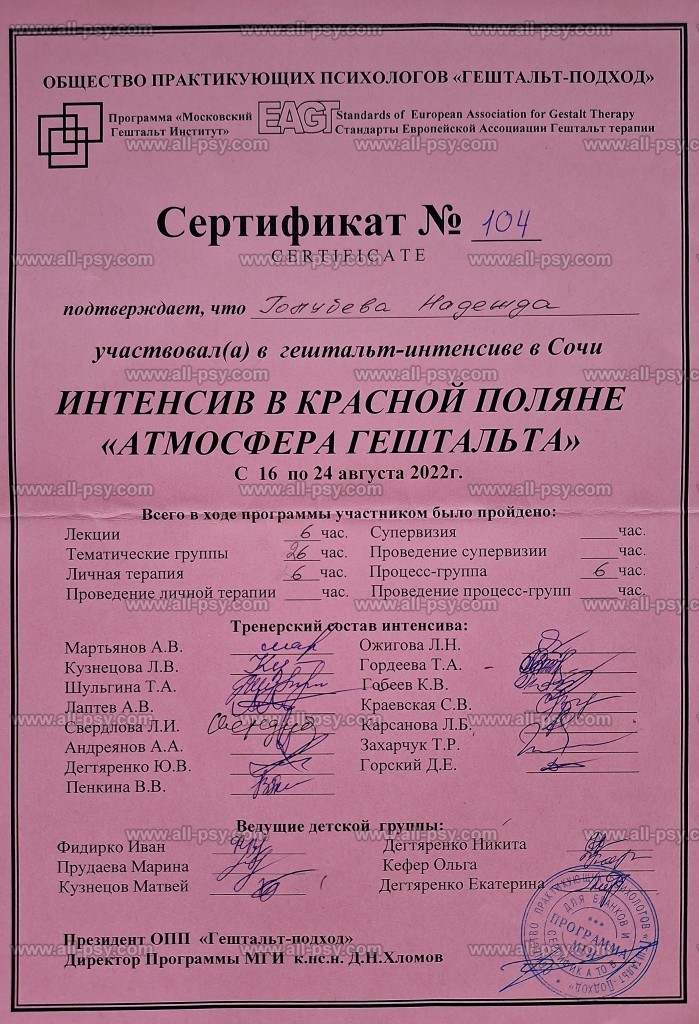 ОБЩЕСТВО ПРАКТИКУЮЩИХ ПСИХОЛОГОВ «ГЕШТАЛЬТ-ПОДХОД»
Программа «Московский Гештальт Институт»
EAGT
Standards of European Association for Gestalt Therapy
Стандарты Европейской Ассоциации Гештальт терапии
Сертификат № 104
CERTIFICATE
подтверждает, что Голубева Надежда
участвовал(а) в гештальт-интенсиве в Сочи
ИНТЕНСИВ В КРАСНОЙ ПОЛЯНЕ
«АТМОСФЕРА ГЕШТАЛЬТА»
С 16 по 24 августа 2022г.
Всего в ходе программы участником было пройдено:
Лекции 6 час. Супервизия ____час.
Тематические группы 26 час. Проведение супервизии ____час.
Личная терапия 6 час. Процесс-группа 6 час.
Проведение личной терапии ____час. Проведение процесс-групп ____час.
Тренерский состав интенсива:
Мартьянов А.В. Ожигова Л.Н.
Кузнецова Л.В. Гордеева Т.А.
Шульгина Т.А. Гобеев К.В.
Лаптев А.В. Краевская С.В.
Свердлова Л.И. Карсанова Л.Б.
Андреянов А.А. Захарчук Т.Р.
Дегтяренко Ю.В. Горский Д.Е.
Пенкина В.В.
Ведущие детской группы:
Фидирко Иван Дегтяренко Никита
Прудаева Марина Кефер Ольга
Кузнецов Матвей Дегтяренко Екатерина
Президент ОПП «Гештальт-подход»
Директор Программы МГИ к.пс.н. Д.Н.Хломов
ПРОГРАММА
МГИ
www.all-psy.com